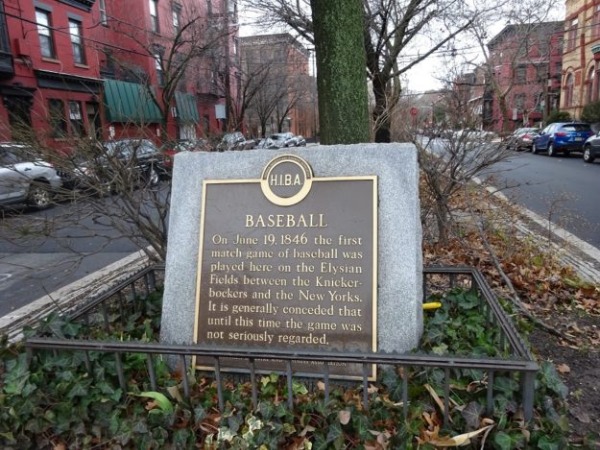 H.I.B.A
BASEBALL
On June 19, 1846 the first
match game of baseball was
played here on the Elysian
Fields between the Knicker-
bockers and the New Yorks.
It is generally conceded that
until this time the game was
not seriously regarded.